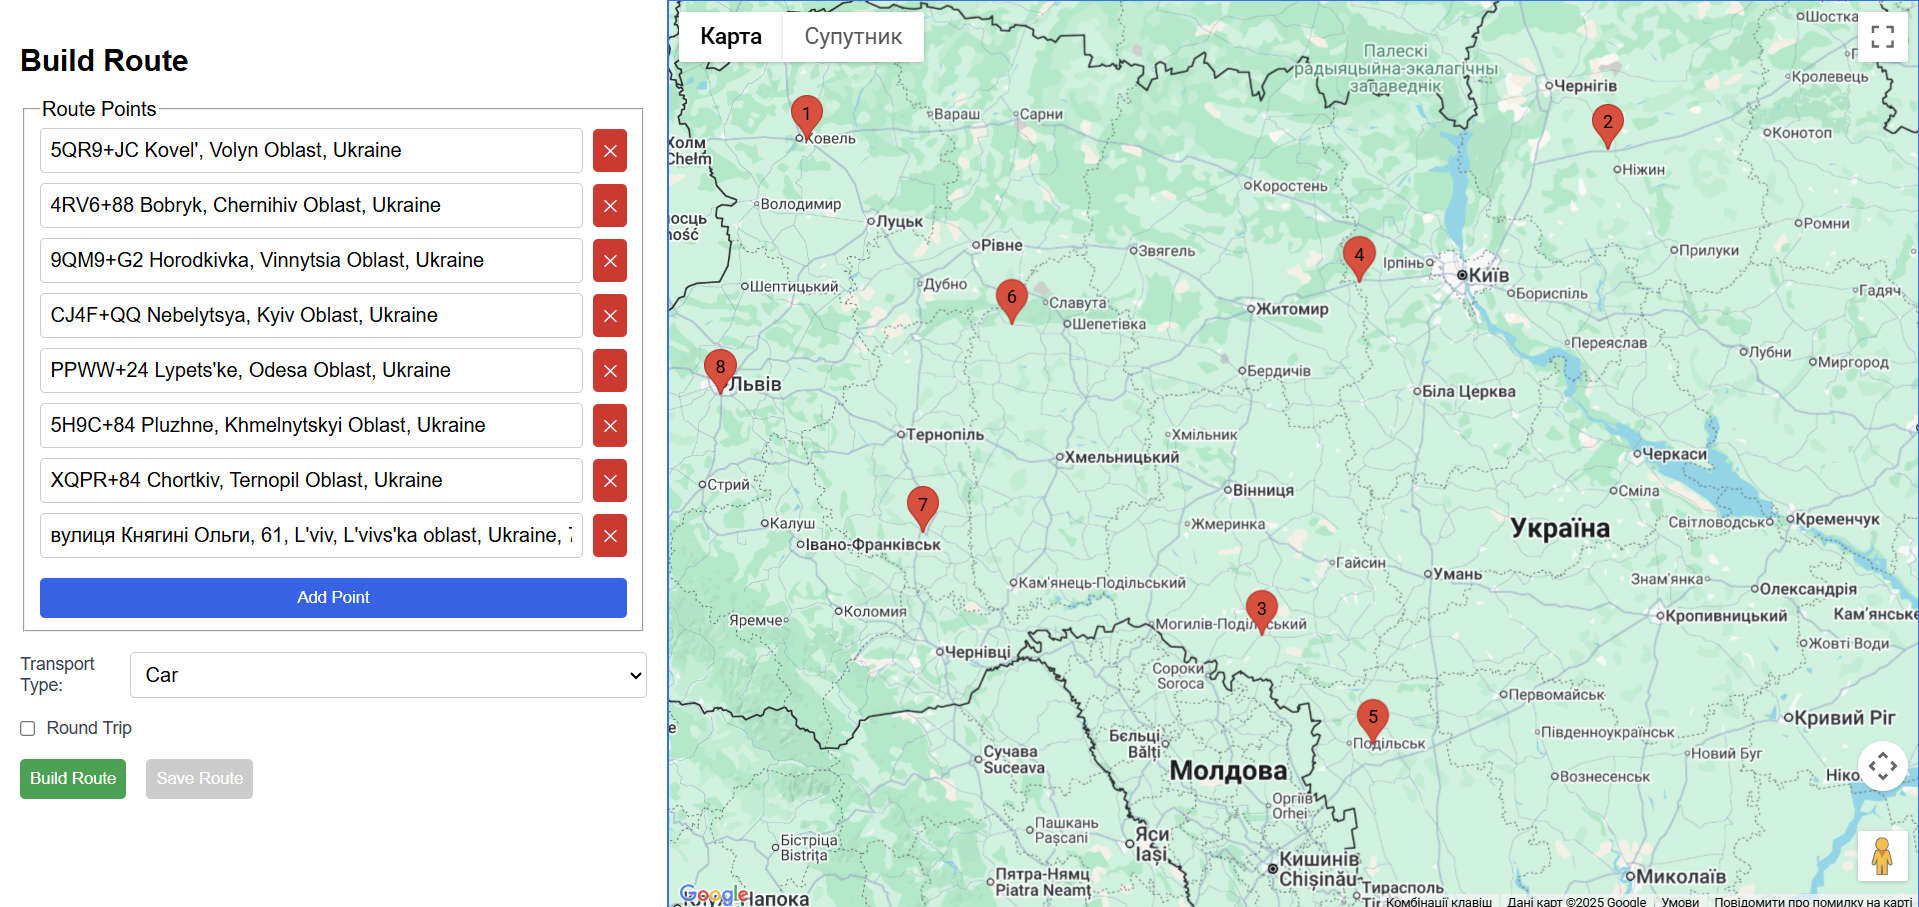 Build Route
Route Points
5QR9+JC Kovel', Volyn Oblast, Ukraine
4RV6+88 Bobryk, Chernihiv Oblast, Ukraine
9QM9+G2 Horodkivka, Vinnytsia Oblast, Ukraine
CJ4F+QQ Nebelytsya, Kyiv Oblast, Ukraine
PPWW+24 Lypets'ke, Odesa Oblast, Ukraine
5H9C+84 Pluzhne, Khmelnytskyi Oblast, Ukraine
XQPR+84 Chortkiv, Ternopil Oblast, Ukraine
вулиця Княгині Ольги, 61, L'viv, L'vivs'ka oblast, Ukraine,
Add Point
Transport
Type:
Car
Round Trip
Build Route
Save Route
Карта
Супутник
Шостка
Палескі
радыяцыйна-экалагічны
запаведнік
Кролевець
Чернігів
1
Вараш
Сарни
2
Конотоп
Ковель
Холм
Chełm
Ніжин
Коростень
Володимир
Луцьк
Ромни
Рівне
Звягель
4
Ірпінь
Прилуки
Київ
Дубно
Шептицький
Бориспіль
Гадяч
6
Славута
Житомир
Шепетівка
Переяслав
Лубни
Миргород
8
Львів
Бердичів
Біла Церква
Тернопіль
Хмільник
Хмельницький
Черкаси
Стрий
Вінниця
Сміла
7
Калуш
Жмеринка
Україна
Світловодськ
Кременчук
Івано-Франківськ
Гайсин
Умань
Кам'янець-Подільський
Знам'янка
Олександрія
3
Коломия
Яремче
Могилів-Подільський
Кропивницький
Кам'янське
Жовті Води
Чернівці
Сороки
Soroca
Первомайськ
5
Кривий Ріг
Бєльці
Bălți
Подільськ
Південноукраїнськ
Новий Буг
Сучава
Suceava
Молдова
Вознесенськ
Оргіїв
Orhei
Пашкань
Pașcani
Бістріца
Bistrița
Яси
Iași
Кишинів
Chișinău
Пятра-Нямц
Piatra Neamț
Миколаїв
Тирасполь
Google
Напока
Комбінації клавіш
Дані карт ©2025 Google
Умови
Повідомити про помилку на карті